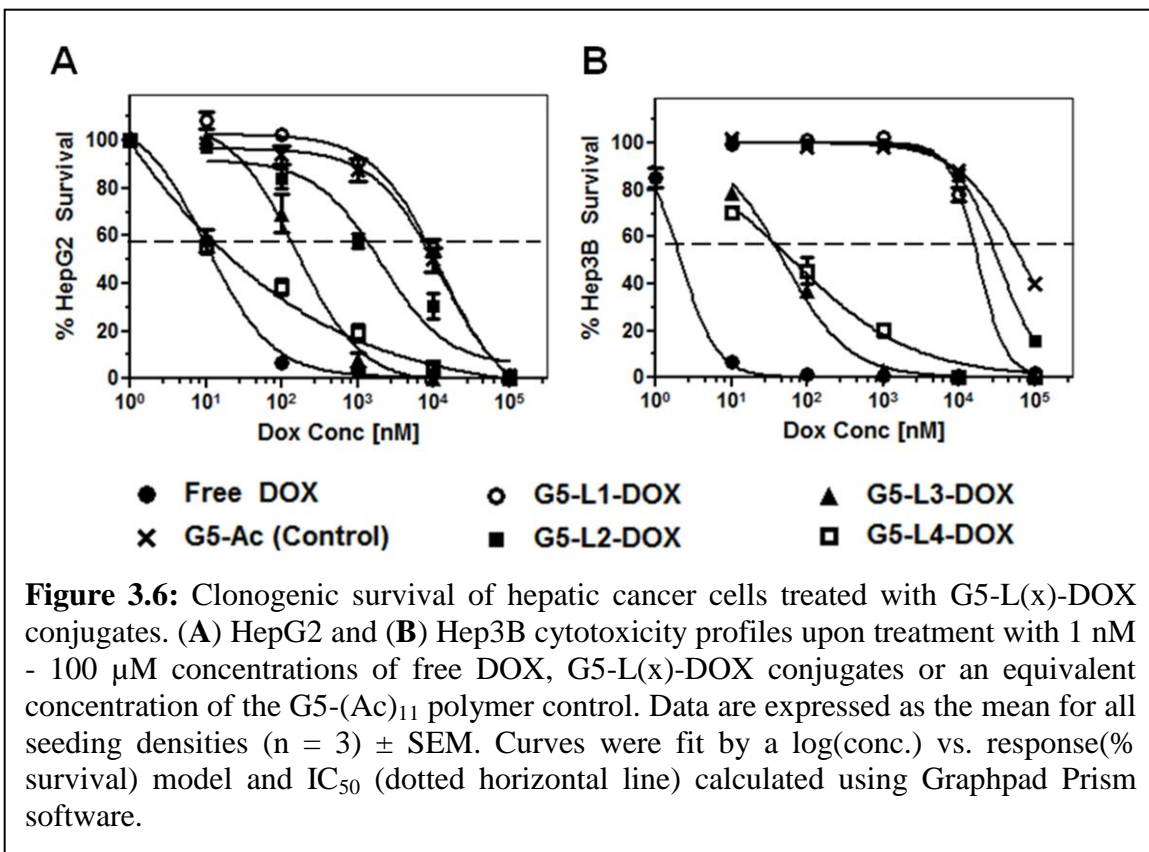 A
B
% HepG2 Survival
100
80
60
40
20
0
10⁰ 10¹ 10² 10³ 10⁴ 10⁵
Dox Conc [nM]
% Hep3B Survival
100
80
60
40
20
0
10⁰ 10¹ 10² 10³ 10⁴ 10⁵
Dox Conc [nM]
Free DOX
G5-L1-DOX
G5-L3-DOX
G5-Ac (Control)
G5-L2-DOX
G5-L4-DOX
Figure 3.6: Clonogenic survival of hepatic cancer cells treated with G5-L(x)-DOX
conjugates. (A) HepG2 and (B) Hep3B cytotoxicity profiles upon treatment with 1 nM
- 100 μM concentrations of free DOX, G5-L(x)-DOX conjugates or an equivalent
concentration of the G5-(Ac)₁₁ polymer control. Data are expressed as the mean for all
seeding densities (n = 3) ± SEM. Curves were fit by a log(conc.) vs. response(%
survival) model and IC₅₀ (dotted horizontal line) calculated using Graphpad Prism
software.